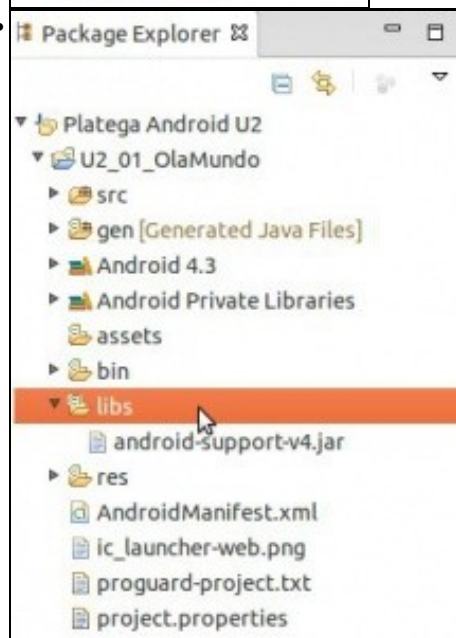 Package Explorer
Platega Android U2
U2_01_OlaMundo
src
gen [Generated Java Files]
Android 4.3
Android Private Libraries
assets
bin
libs
android-support-v4.jar
res
AndroidManifest.xml
ic_launcher-web.png
proguard-project.txt
project.properties